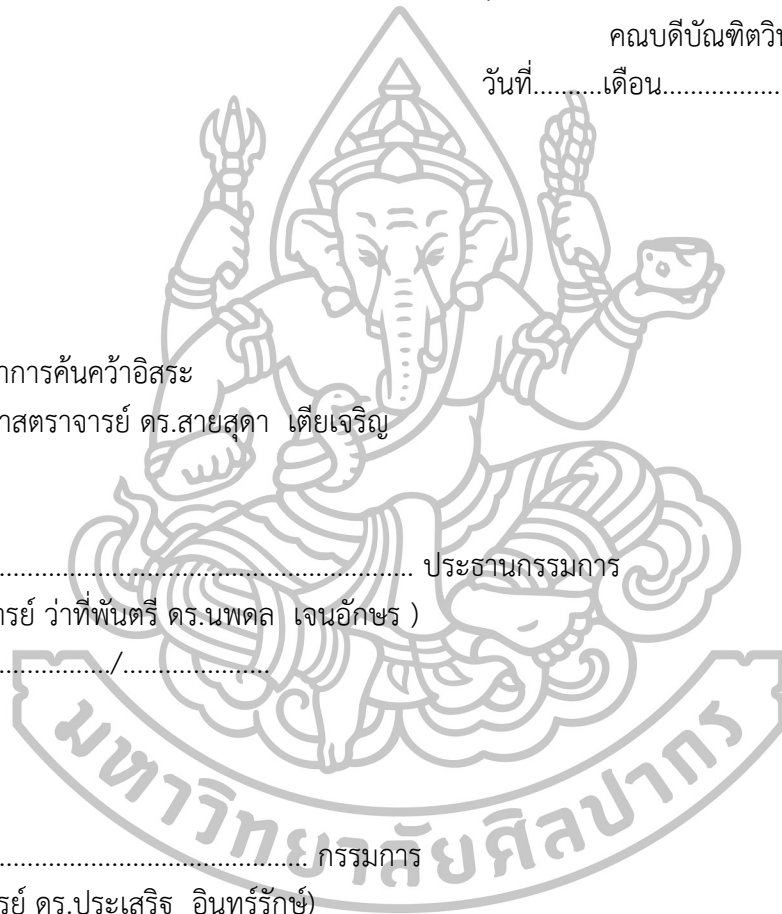 คณบดีบัณฑิตวิ
วันที่..........เดือน.................
การค้นคว้าอิสระ
าสตราจารย์ ดร.สายสุดา เตียเจริญ
............................................................... ประธานกรรมการ
ารย์ ว่าที่พันตรี ดร.นพดล เจนอักษร )
................/.....................
............................................... กรรมการ
รย์ ดร.ประเสริฐ อินทร์รักษ์)
มหาวิทยาลัยศิลปากร